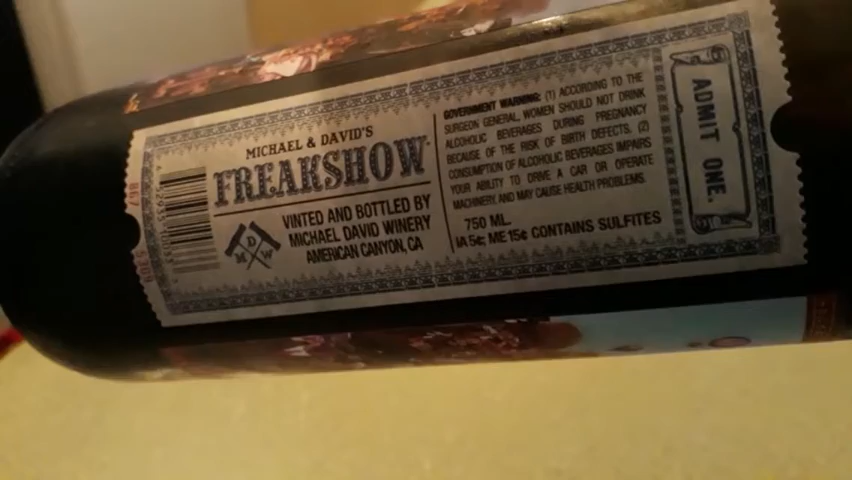 MICHAEL & DAVID'S
FREAKSHOW
VINTED AND BOTTLED BY
MICHAEL DAVID WINERY
AMERICAN CANYON, CA
M D W
GOVERNMENT WARNING: (1) ACCORDING TO THE
SURGEON GENERAL, WOMEN SHOULD NOT DRINK
ALCOHOLIC BEVERAGES DURING PREGNANCY
BECAUSE OF THE RISK OF BIRTH DEFECTS. (2)
CONSUMPTION OF ALCOHOLIC BEVERAGES IMPAIRS
YOUR ABILITY TO DRIVE A CAR OR OPERATE
MACHINERY, AND MAY CAUSE HEALTH PROBLEMS.
750 ML.
IA 5¢; ME 15¢ CONTAINS SULFITES
ADMIT ONE.